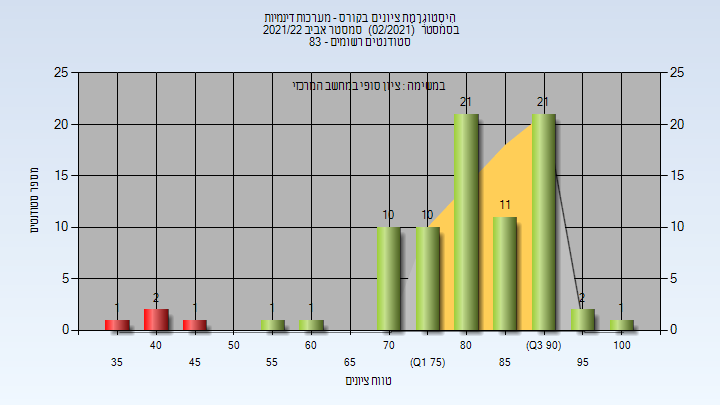 היסטוגרמת ציונים בקורס - מערכות דינמיות
בסמסטר (02/2021) סמסטר אביב 2021/22
סטודנטים רשומים - 83
במשימה : ציון סופי במחשב המרכזי
25 25
21 21
20 20
15 15
11
10 10 10 10
5 5
1 2 1 1 1 2 1
0 0
40 50 60 70 80 (Q3 90) 100
35 45 55 65 (Q1 75) 85 95
מספר סטודנטים
טווח ציונים